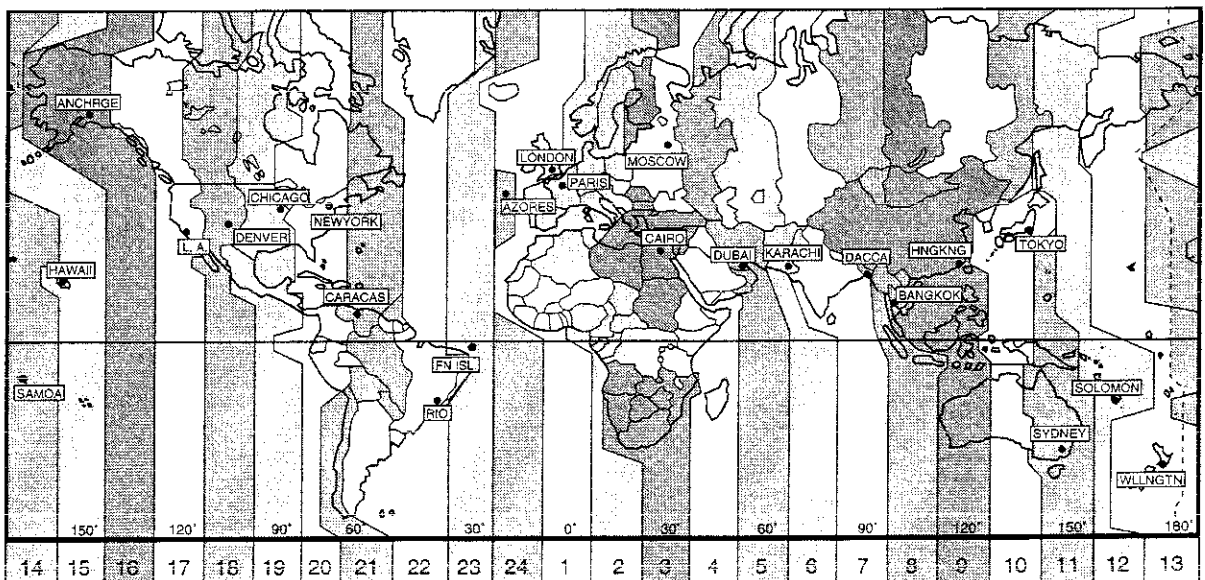 ANCHRGE
LONDON
MOSCOW
PARIS
CHICAGO
AZORES
NEWYORK
L. A.
DENVER
CAIRO
DUBAI
KARACHI
DACCA
HNGKNG
TOKYO
HAWAII
CARACAS
BANGKOK
FN ISL
SAMOA
RIO
SOLOMON
SYDNEY
WLLNGTN
150° 120° 90° 60° 30° 0° 30° 60° 90° 120° 150° 180°
14 15 16 17 18 19 20 21 22 23 24 1 2 3 4 5 6 7 8 9 10 11 12 13